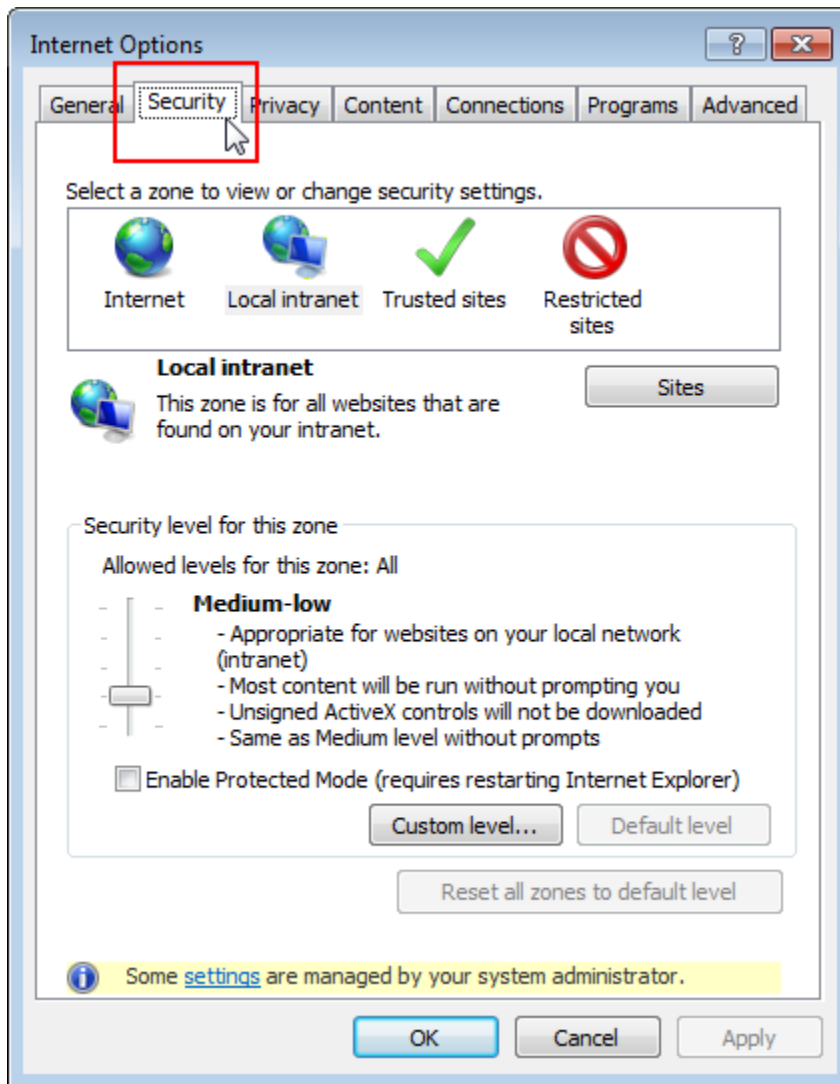 Internet Options
General Security Privacy Content Connections Programs Advanced
Select a zone to view or change security settings.
Internet Local intranet Trusted sites Restricted
sites
Local intranet
Sites
This zone is for all websites that are
found on your intranet.
Security level for this zone
Allowed levels for this zone: All
Medium-low
- Appropriate for websites on your local network
(intranet)
- Most content will be run without prompting you
- Unsigned ActiveX controls will not be downloaded
- Same as Medium level without prompts
Enable Protected Mode (requires restarting Internet Explorer)
Custom level... Default level
Reset all zones to default level
Some settings are managed by your system administrator.
OK Cancel Apply